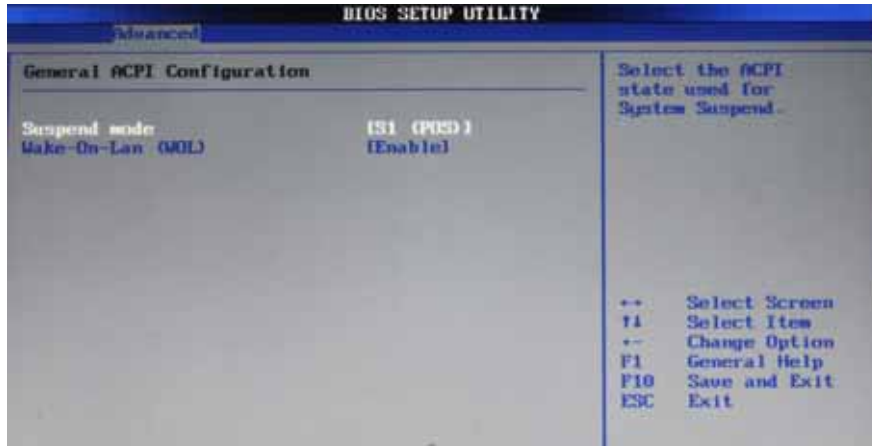 BIOS SETUP UTILITY
Advanced
General ACPI Configuration
Suspend mode [S1 (POS)]
Wake-On-Lan (WOL) [Enable]
Select the ACPI
state used for
System Suspend.
←→ Select Screen
↑↓ Select Item
+- Change Option
F1 General Help
F10 Save and Exit
ESC Exit